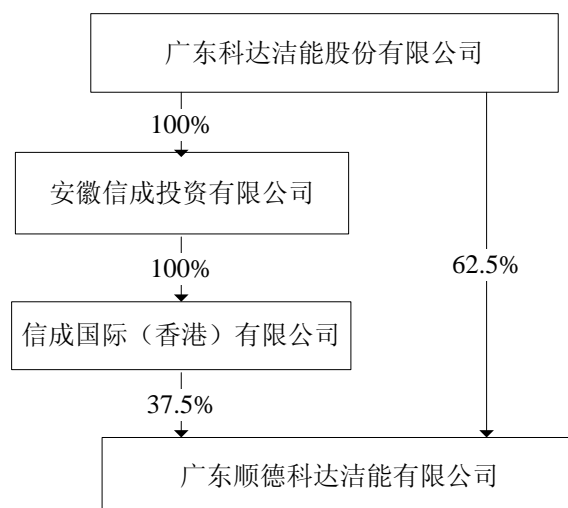 广东科达洁能股份有限公司
100%
安徽信成投资有限公司
100%
62.5%
信成国际（香港）有限公司
37.5%
广东顺德科达洁能有限公司